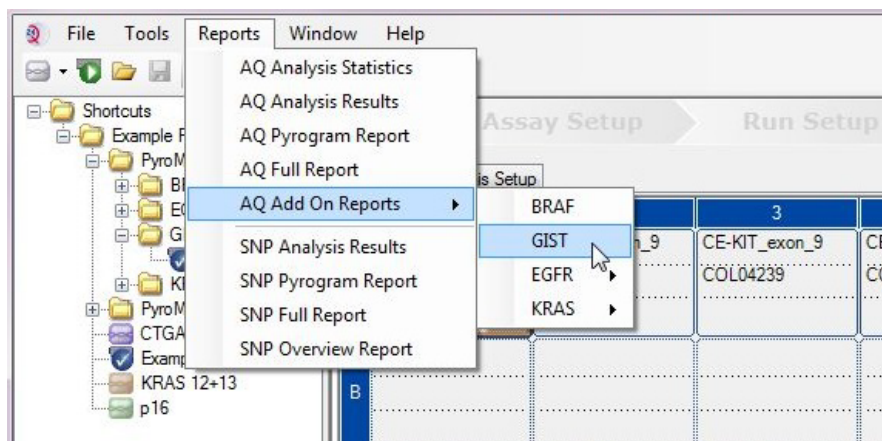 File Tools Reports Window Help
AQ Analysis Statistics
AQ Analysis Results
AQ Pyrogram Report
AQ Full Report
AQ Add On Reports
SNP Analysis Results
SNP Pyrogram Report
SNP Full Report
SNP Overview Report
BRAF
GIST
EGFR
KRAS
Shortcuts
Example F
PyroM
B
E
G
K
PyroM
CTGA
Examp
KRAS 12+13
p16
Assay Setup Run Setup
is Setup
3
n_9 CE-KIT_exon_9 CE
COL04239 CO
B